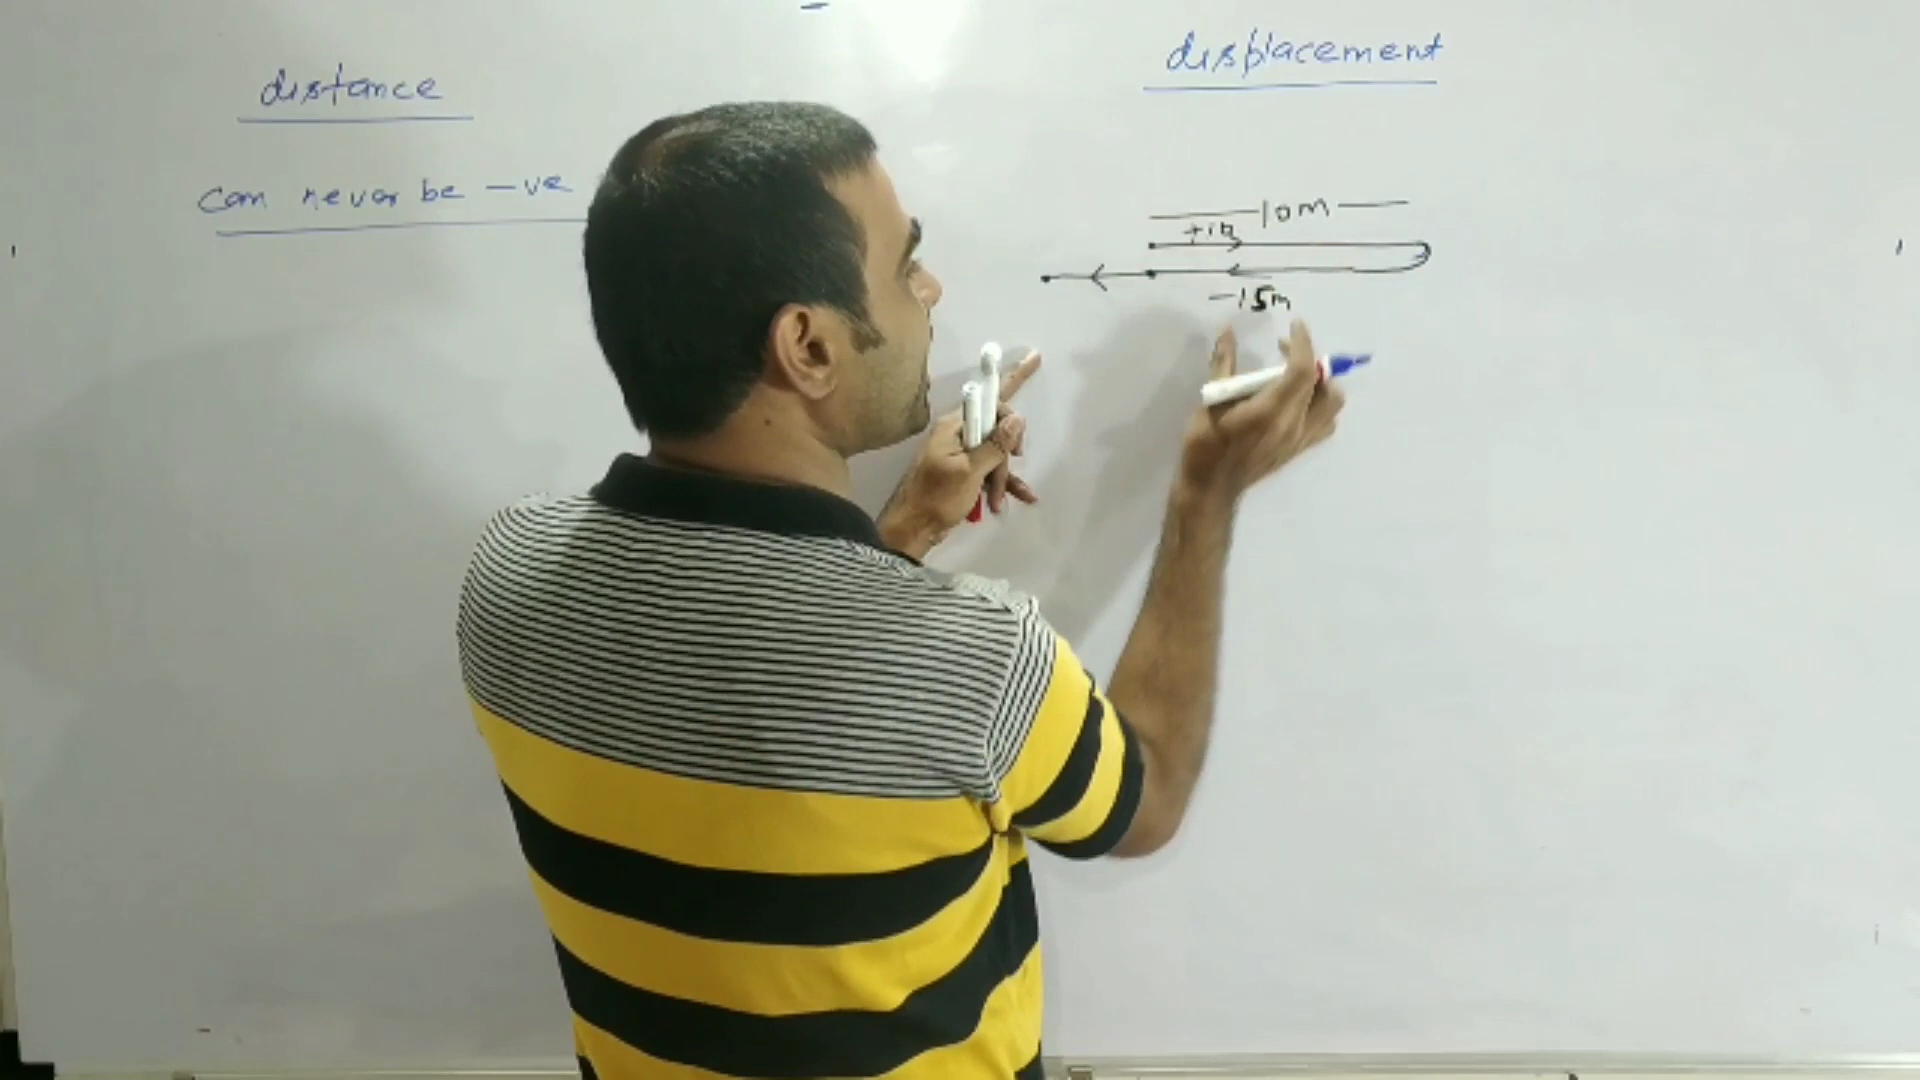 distance
displacement
can never be -ve
10m
+10
-15m